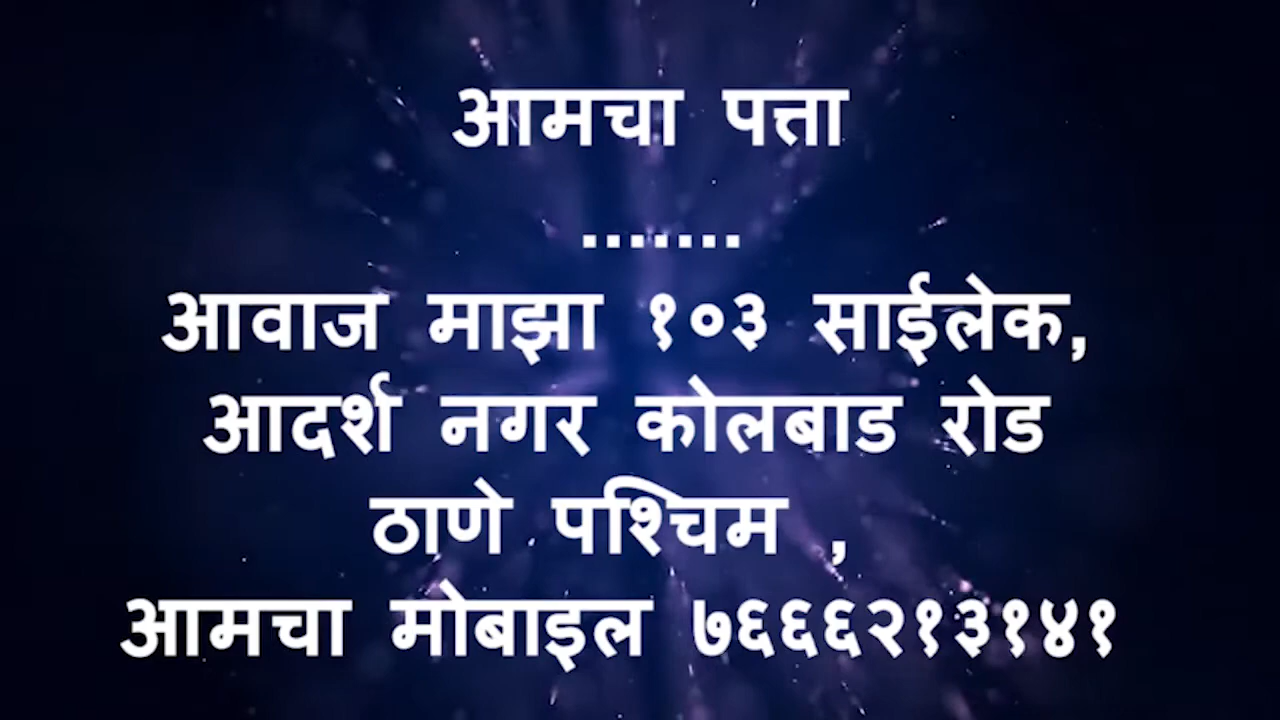 आमचा पत्ता
.......
आवाज माझा १०३ साईलेक,
आदर्श नगर कोलबाड रोड
ठाणे पश्चिम ,
आमचा मोबाइल ७६६६२१३१४१